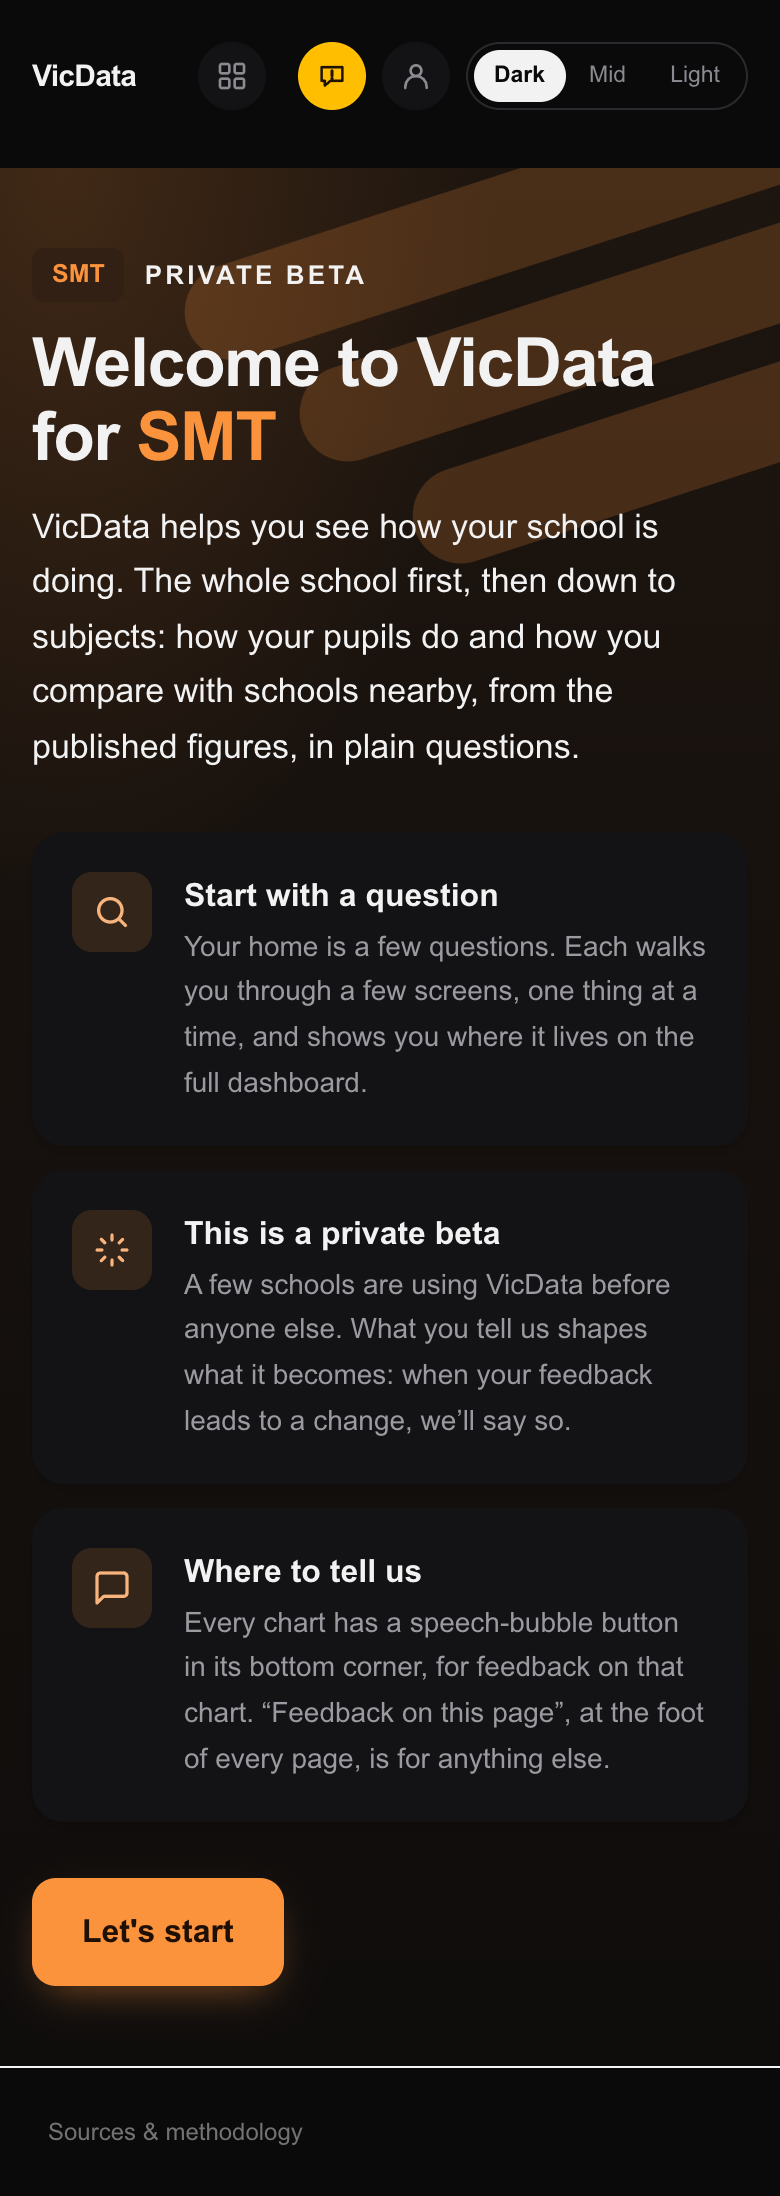 VicData
Dark Mid Light
SMT PRIVATE BETA
Welcome to VicData
for SMT
VicData helps you see how your school is
doing. The whole school first, then down to
subjects: how your pupils do and how you
compare with schools nearby, from the
published figures, in plain questions.
Start with a question
Your home is a few questions. Each walks
you through a few screens, one thing at a
time, and shows you where it lives on the
full dashboard.
This is a private beta
A few schools are using VicData before
anyone else. What you tell us shapes
what it becomes: when your feedback
leads to a change, we’ll say so.
Where to tell us
Every chart has a speech-bubble button
in its bottom corner, for feedback on that
chart. “Feedback on this page”, at the foot
of every page, is for anything else.
Let's start
Sources & methodology